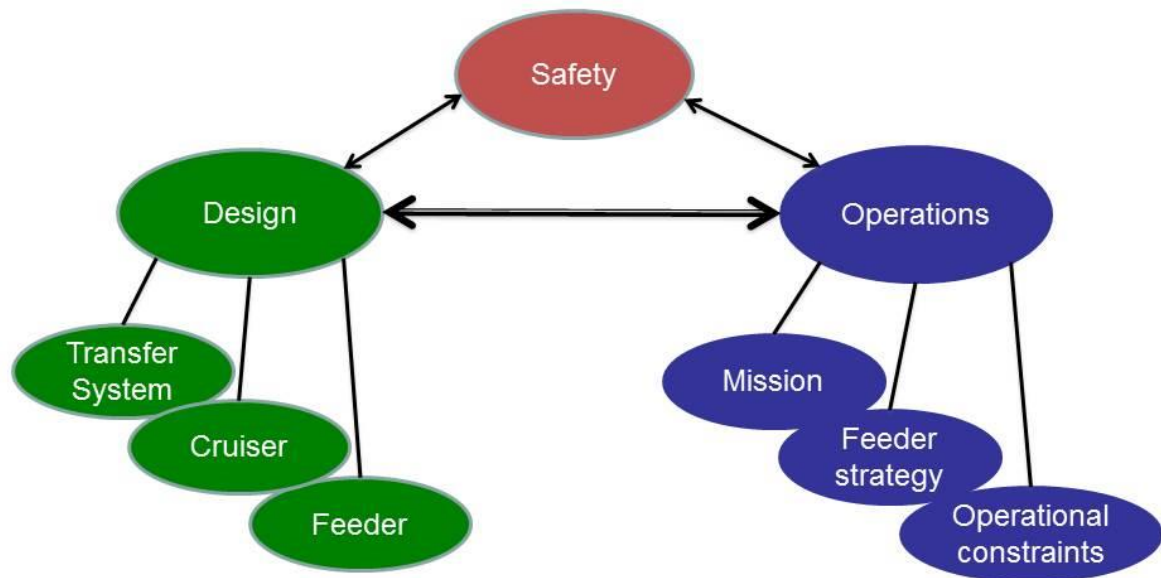 Safety
Design
Operations
Transfer
System
Cruiser
Feeder
Mission
Feeder
strategy
Operational
constraints